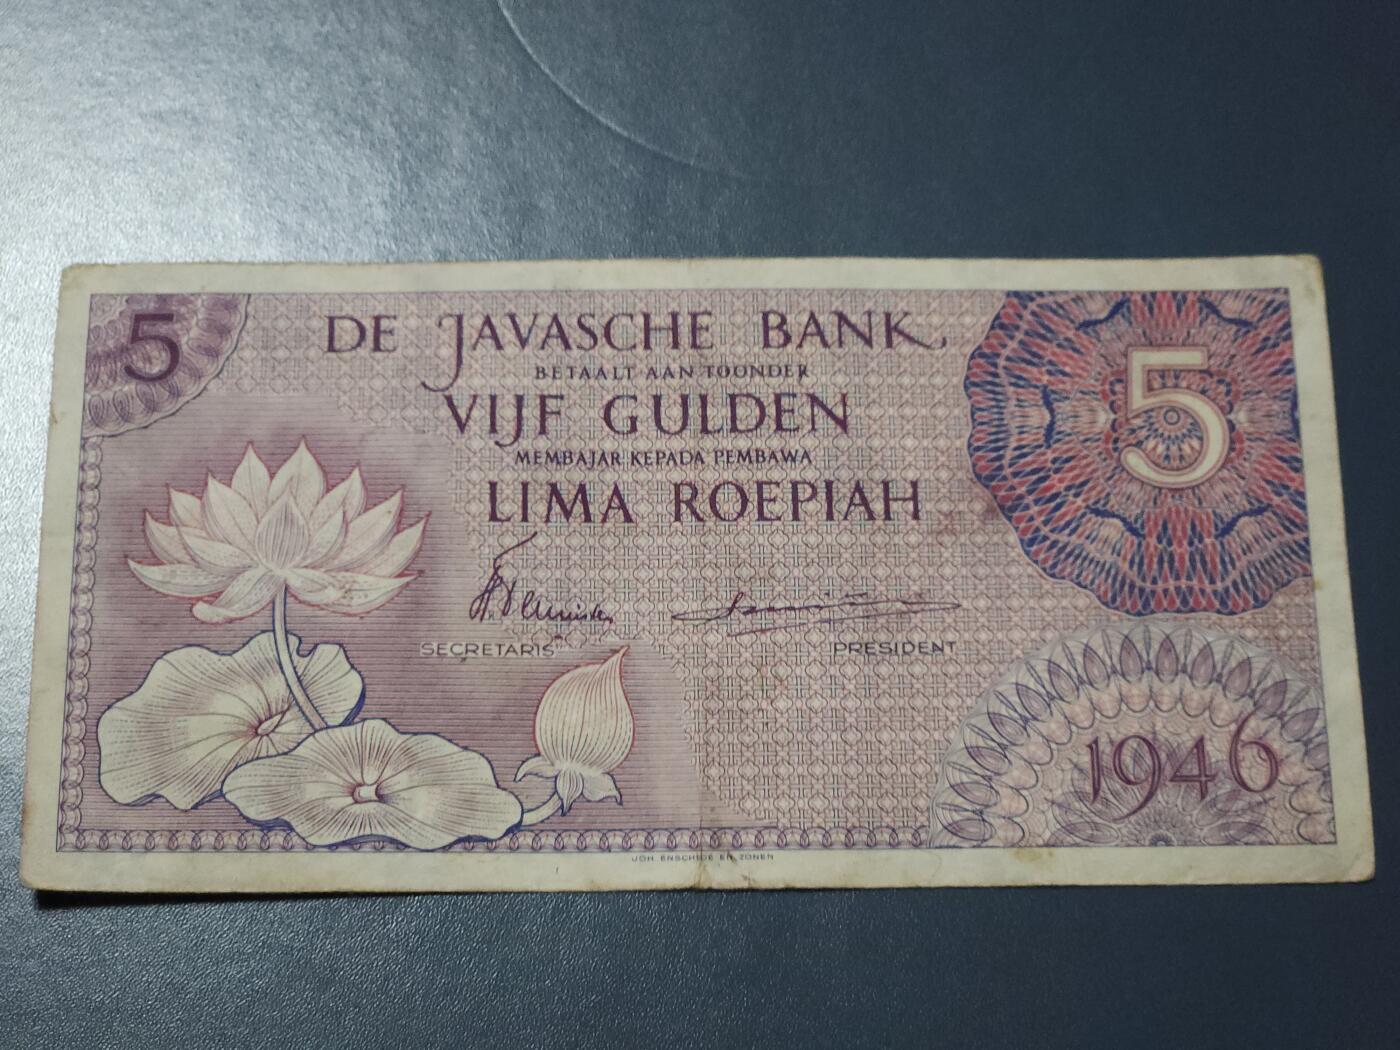 5
DE JAVASCHE BANK
BETAALT AAN TOONDER
VIJF GULDEN
MEMBAJAR KEPADA PEMBAWA
LIMA ROEPIAH
5
SECRETARIS
PRESIDENT
1946
JOH. ENSCHEDÉ EN ZONEN